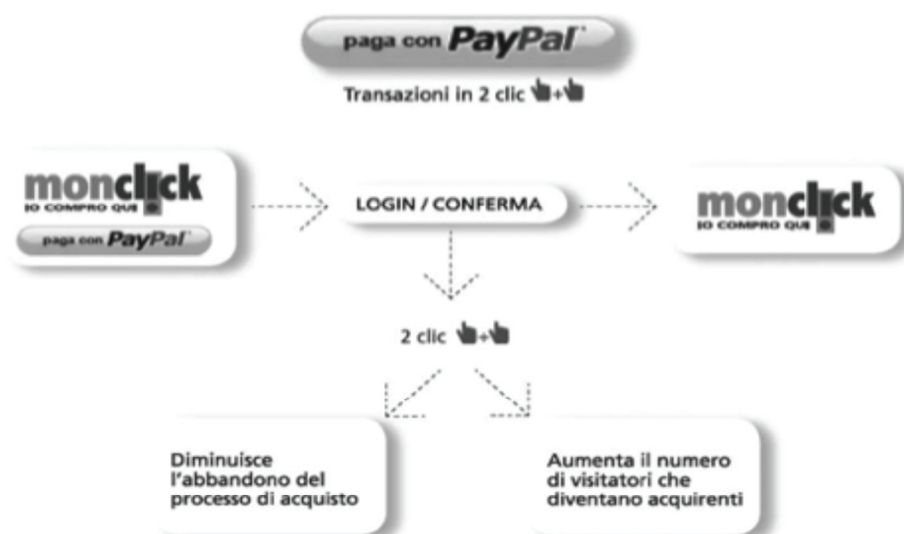 paga con PayPal
Transazioni in 2 clic +
monclick
IO COMPRO QUI
paga con PayPal
LOGIN / CONFERMA
monclick
IO COMPRO QUI
2 clic +
Diminuisce
l'abbandono del
processo di acquisto
Aumenta il numero
di visitatori che
diventano acquirenti